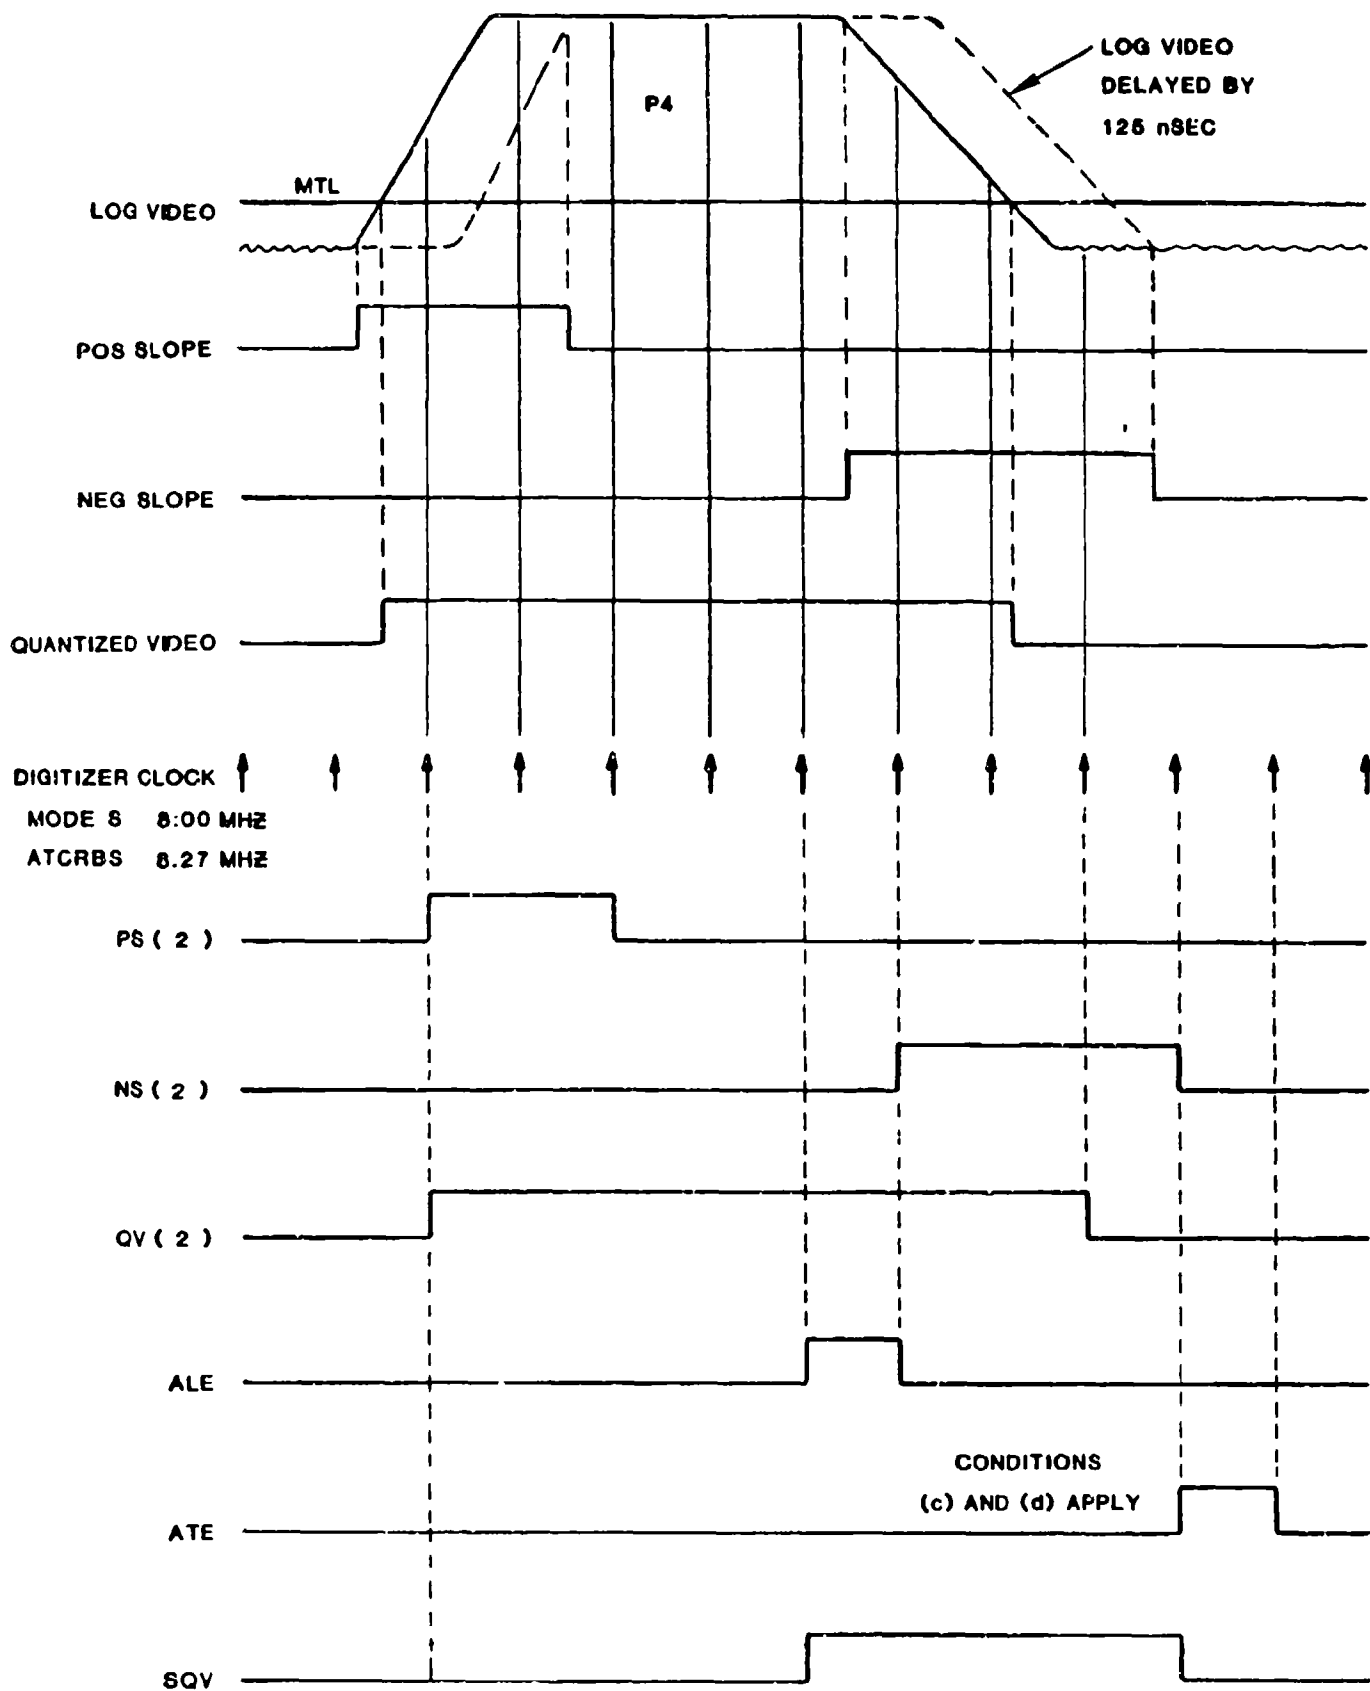 LOG VIDEO
DELAYED BY
125 nSEC
P4
MTL
LOG VIDEO
POS SLOPE
NEG SLOPE
QUANTIZED VIDEO
DIGITIZER CLOCK
MODE S 8:00 MHZ
ATCRBS 8.27 MHZ
PS ( 2 )
NS ( 2 )
QV ( 2 )
ALE
CONDITIONS
(c) AND (d) APPLY
ATE
SQV